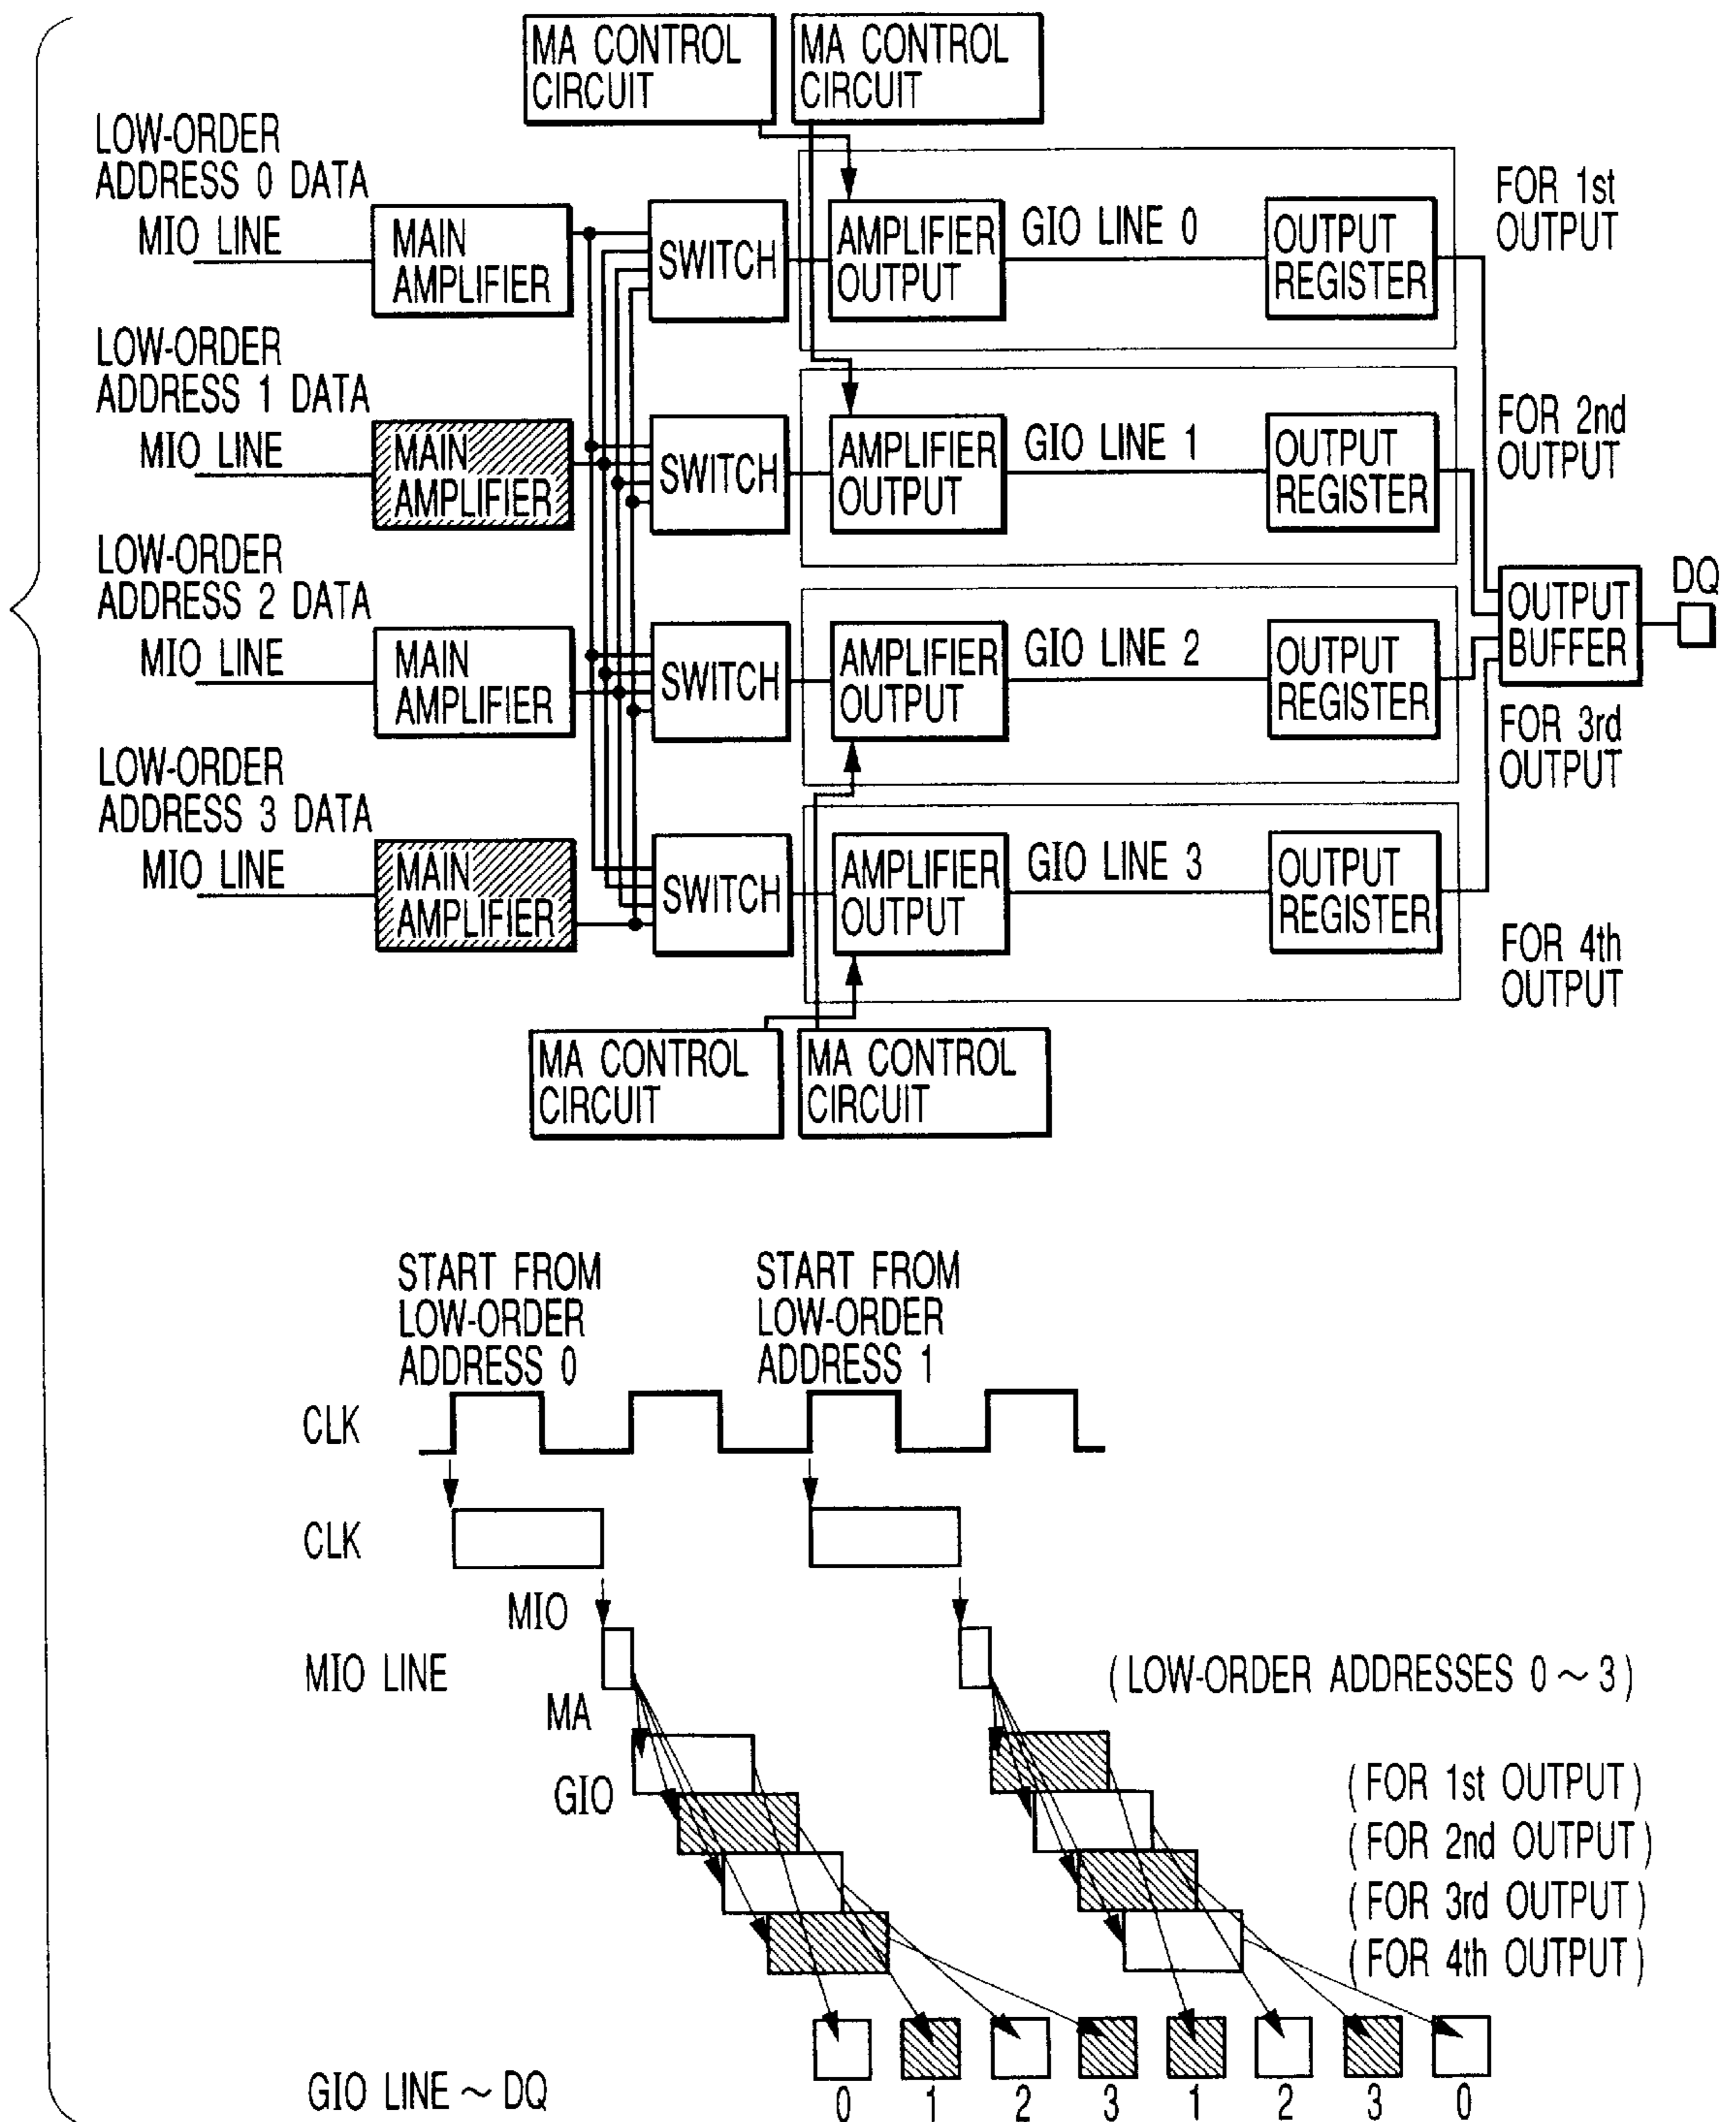 MA CONTROL
CIRCUIT
MA CONTROL
CIRCUIT
LOW-ORDER
ADDRESS 0 DATA
MIO LINE
MAIN
AMPLIFIER
SWITCH
AMPLIFIER
OUTPUT
GIO LINE 0
OUTPUT
REGISTER
FOR 1st
OUTPUT
LOW-ORDER
ADDRESS 1 DATA
MIO LINE
MAIN
AMPLIFIER
SWITCH
AMPLIFIER
OUTPUT
GIO LINE 1
OUTPUT
REGISTER
FOR 2nd
OUTPUT
LOW-ORDER
ADDRESS 2 DATA
MIO LINE
MAIN
AMPLIFIER
SWITCH
AMPLIFIER
OUTPUT
GIO LINE 2
OUTPUT
REGISTER
OUTPUT
BUFFER
DQ
FOR 3rd
OUTPUT
LOW-ORDER
ADDRESS 3 DATA
MIO LINE
MAIN
AMPLIFIER
SWITCH
AMPLIFIER
OUTPUT
GIO LINE 3
OUTPUT
REGISTER
FOR 4th
OUTPUT
MA CONTROL
CIRCUIT
MA CONTROL
CIRCUIT
START FROM
LOW-ORDER
ADDRESS 0
START FROM
LOW-ORDER
ADDRESS 1
CLK
CLK
MIO
MIO LINE
(LOW-ORDER ADDRESSES 0 ~ 3)
MA
GIO
(FOR 1st OUTPUT)
(FOR 2nd OUTPUT)
(FOR 3rd OUTPUT)
(FOR 4th OUTPUT)
GIO LINE ~ DQ
0 1 2 3 1 2 3 0